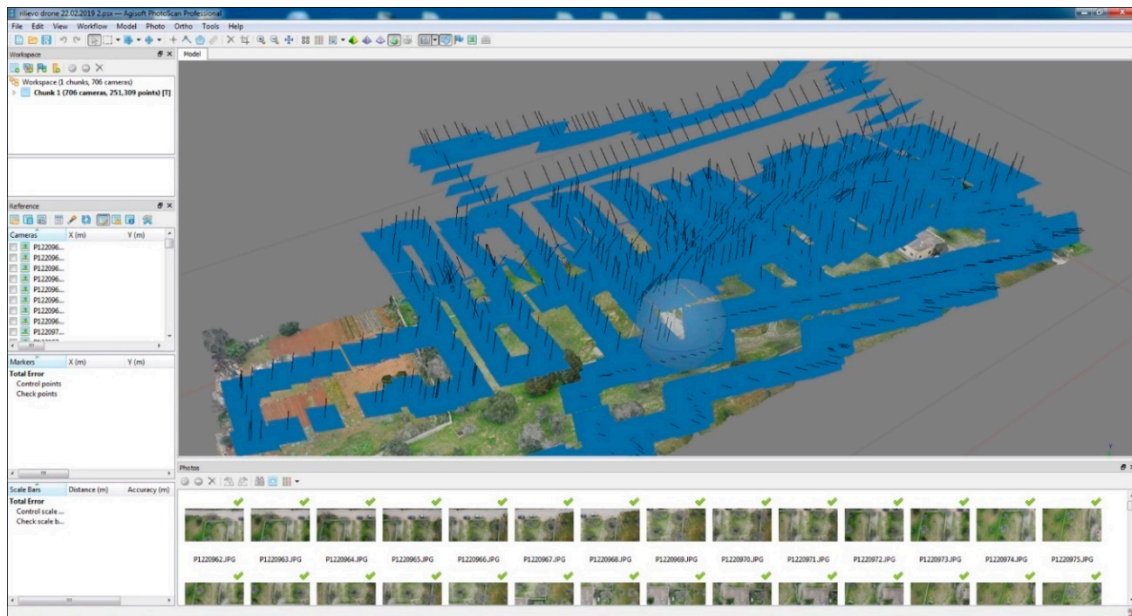 rilievo drone 22.02.2019 2.psx — Agisoft PhotoScan Professional
File Edit View Workflow Model Photo Ortho Tools Help
Workspace
Model
Workspace (1 chunks, 706 cameras)
Chunk 1 (706 cameras, 251,309 points) [T]
Reference
Cameras X (m) Y (m)
P122096...
P122096...
P122096...
P122096...
P122096...
P122096...
P122096...
P122096...
P122097...
Markers X (m) Y (m)
Total Error
Control points
Check points
Scale Bars Distance (m) Accuracy (m)
Total Error
Control scale ...
Check scale b...
Photos
P1220962.JPG P1220963.JPG P1220964.JPG P1220965.JPG P1220966.JPG P1220967.JPG P1220968.JPG P1220969.JPG P1220970.JPG P1220971.JPG P1220972.JPG P1220973.JPG P1220974.JPG P1220975.JPG